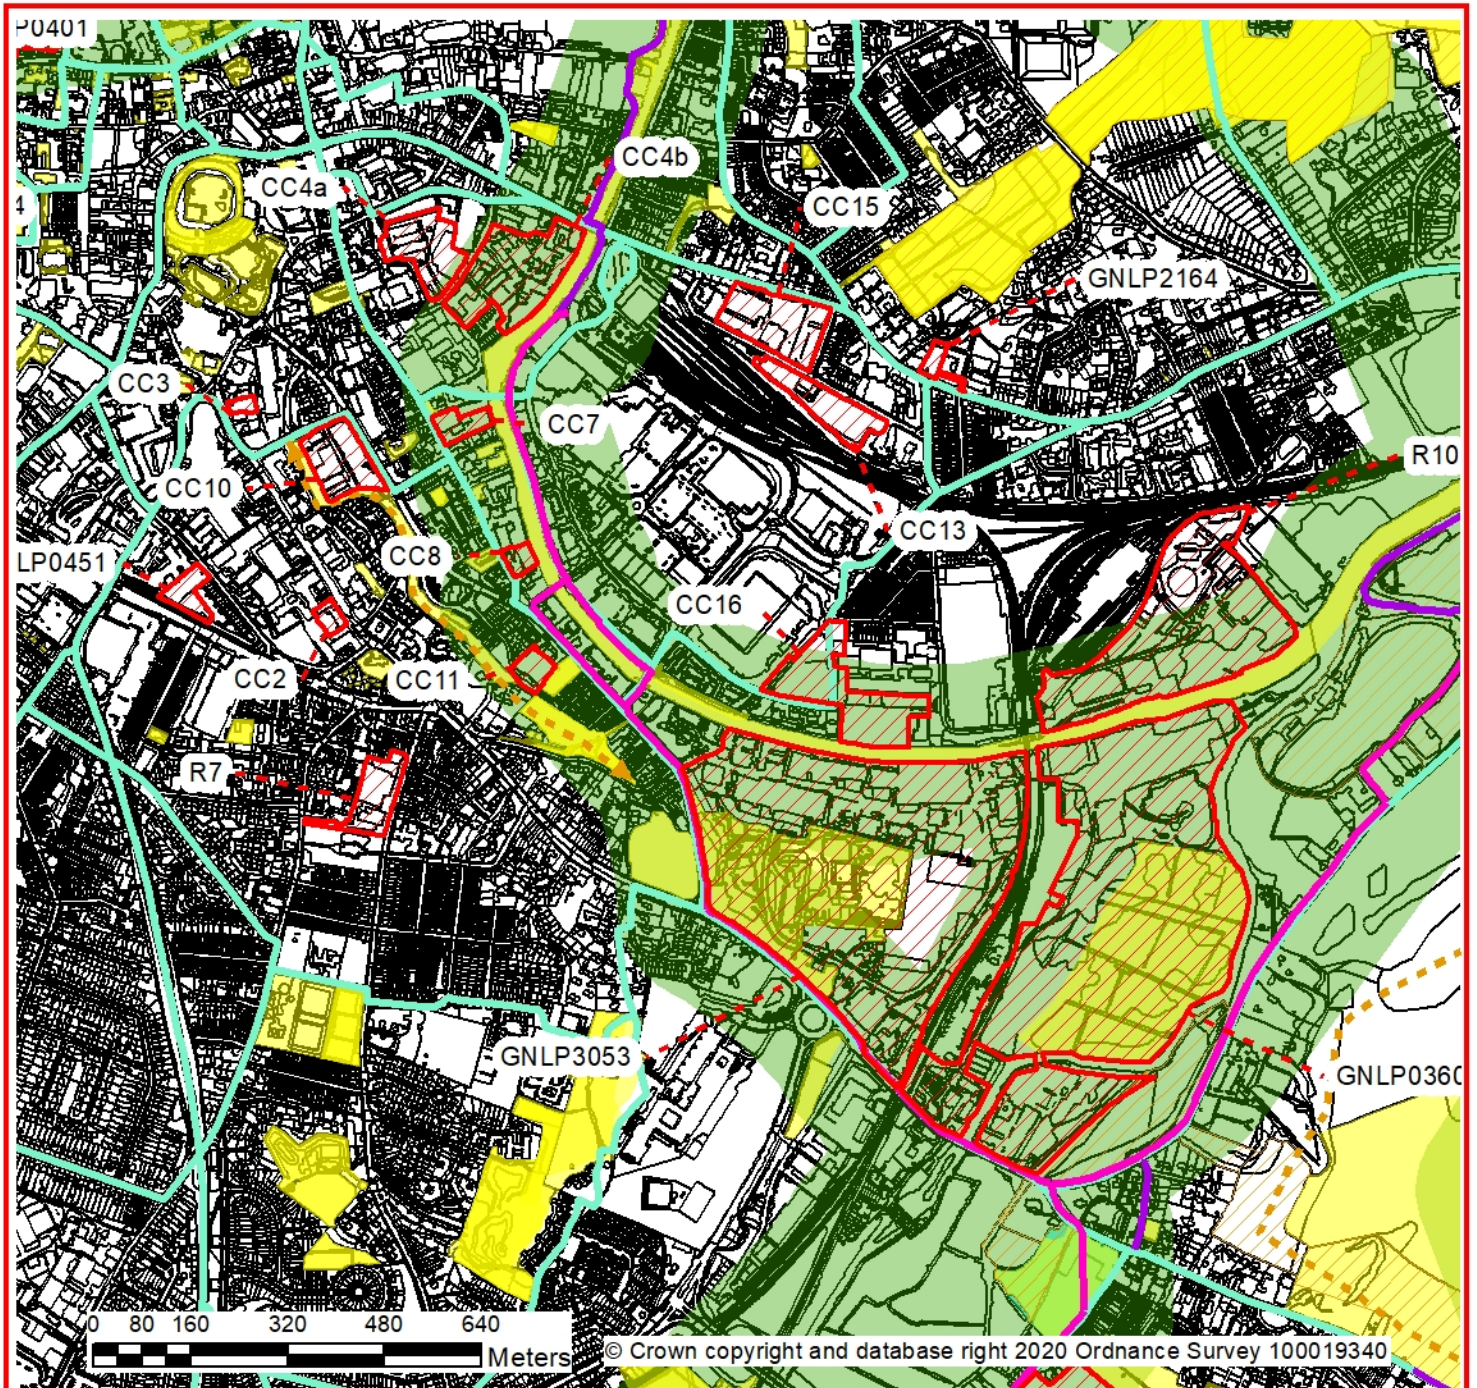 P0401
CC4b
CC4a
CC15
4
GNLP2164
CC3
CC7
R10
CC10
CC13
CC8
LP0451
CC16
CC2
CC11
R7
GNLP3053
GNLP0360
0 80 160 320 480 640
Meters
© Crown copyright and database right 2020 Ordnance Survey 100019340